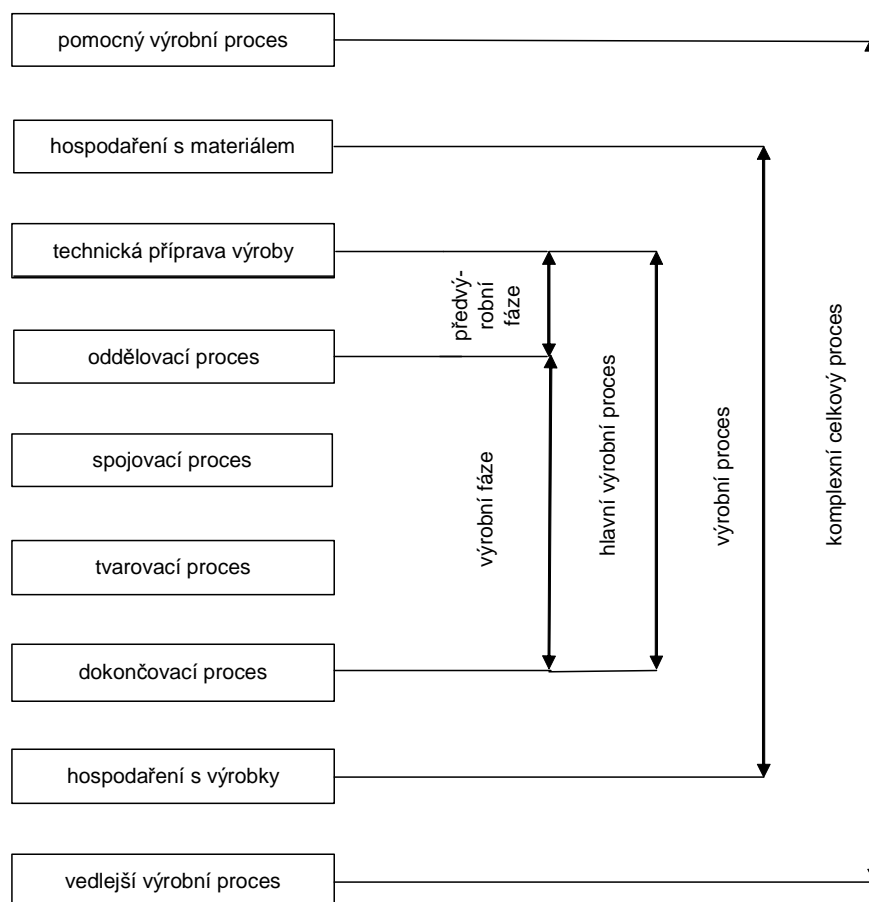 pomocný výrobní proces
hospodaření s materiálem
technická příprava výroby
oddělovací proces
spojovací proces
tvarovací proces
dokončovací proces
hospodaření s výrobky
vedlejší výrobní proces
předvý-
robní
fáze
výrobní fáze
hlavní výrobní proces
výrobní proces
komplexní celkový proces